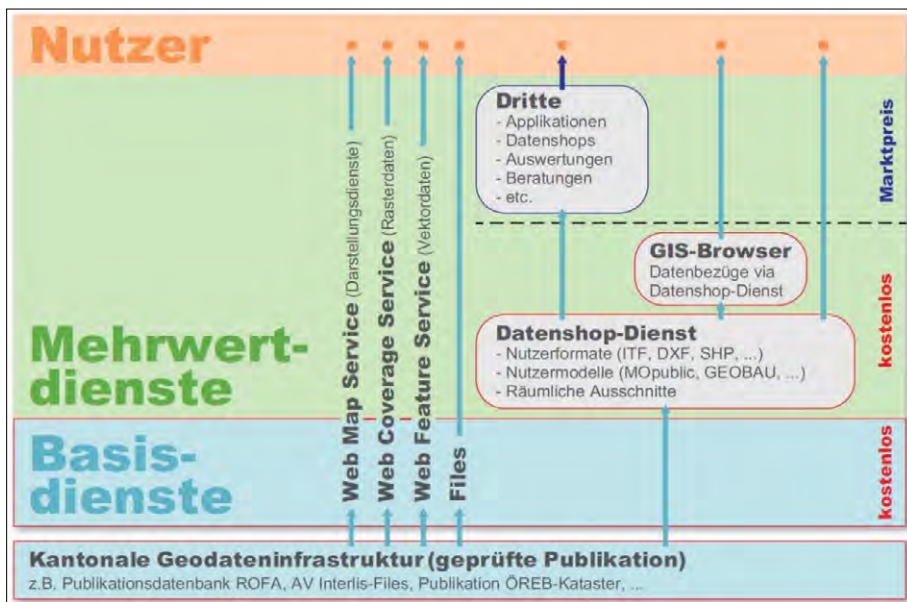 Nutzer
Dritte
- Applikationen
- Datenshops
- Auswertungen
- Beratungen
- etc.
Marktpreis
GIS-Browser
Datenbezüge via
Datenshop-Dienst
Mehrwert-
dienste
Datenshop-Dienst
- Nutzerformate (ITF, DXF, SHP, ...)
- Nutzermodelle (MOpublic, GEOBAU, ...)
- Räumliche Ausschnitte
kostenlos
Basis-
dienste
Web Map Service (Darstellungsdienste)
Web Coverage Service (Rasterdaten)
Web Feature Service (Vektordaten)
Files
kostenlos
Kantonale Geodateninfrastruktur (geprüfte Publikation)
z.B. Publikationsdatenbank ROFA, AV Interlis-Files, Publikation ÖREB-Kataster, ...